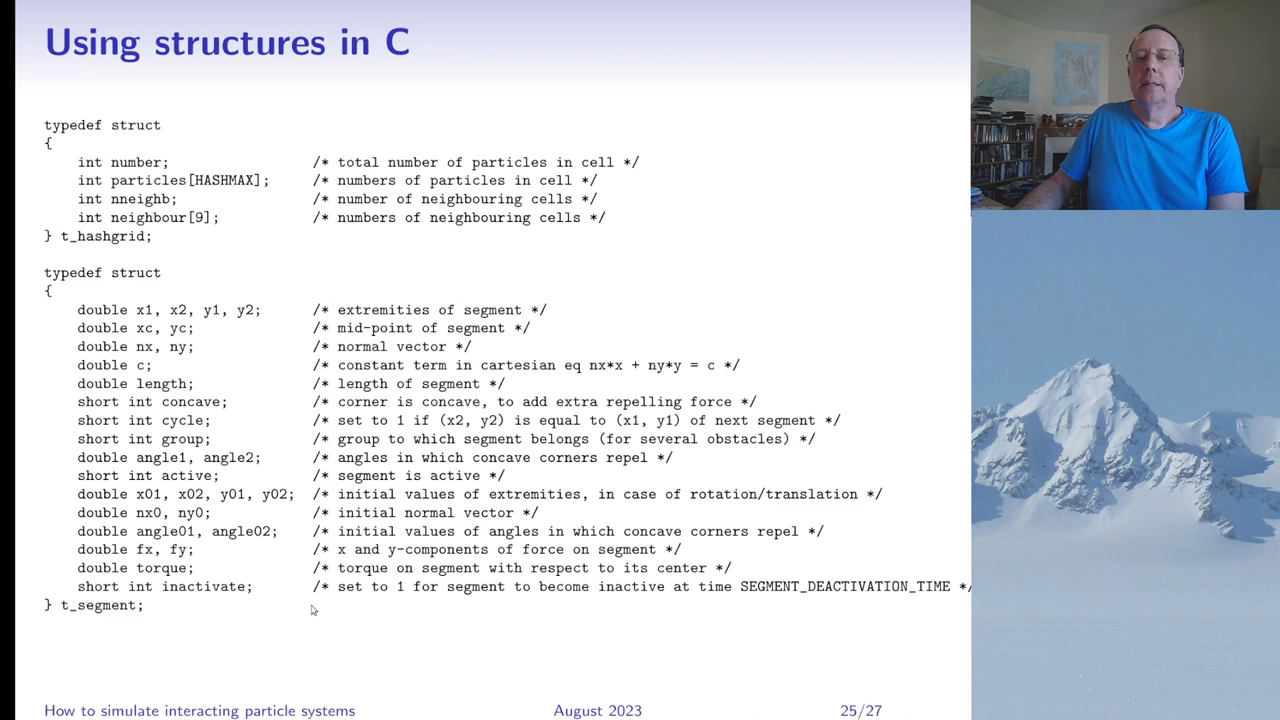 Using structures in C
typedef struct
{
int number; /* total number of particles in cell */
int particles[HASHMAX]; /* numbers of particles in cell */
int nneighb; /* number of neighbouring cells */
int neighbour[9]; /* numbers of neighbouring cells */
} t_hashgrid;
typedef struct
{
double x1, x2, y1, y2; /* extremities of segment */
double xc, yc; /* mid-point of segment */
double nx, ny; /* normal vector */
double c; /* constant term in cartesian eq nx*x + ny*y = c */
double length; /* length of segment */
short int concave; /* corner is concave, to add extra repelling force */
short int cycle; /* set to 1 if (x2, y2) is equal to (x1, y1) of next segment */
short int group; /* group to which segment belongs (for several obstacles) */
double angle1, angle2; /* angles in which concave corners repel */
short int active; /* segment is active */
double x01, x02, y01, y02; /* initial values of extremities, in case of rotation/translation */
double nx0, ny0; /* initial normal vector */
double angle01, angle02; /* initial values of angles in which concave corners repel */
double fx, fy; /* x and y-components of force on segment */
double torque; /* torque on segment with respect to its center */
short int inactivate; /* set to 1 for segment to become inactive at time SEGMENT_DEACTIVATION_TIME */
} t_segment;
How to simulate interacting particle systems August 2023 25/27